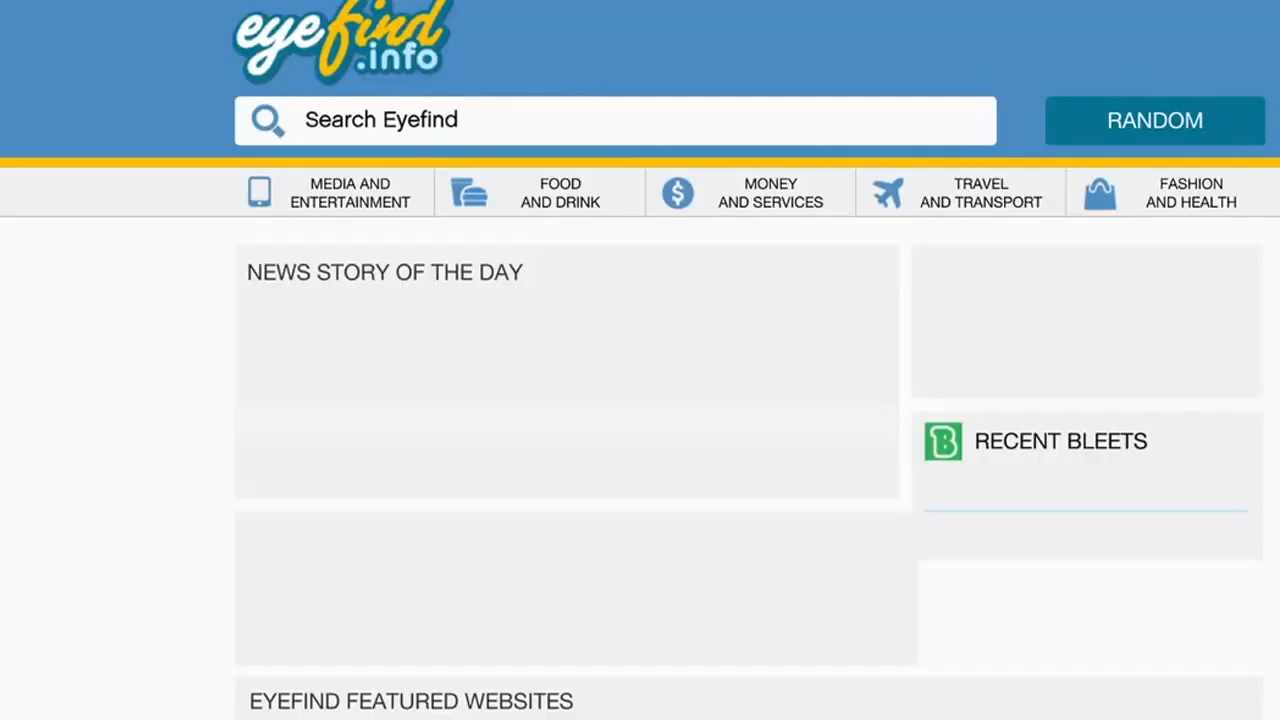 eyefind
.info
Search Eyefind
RANDOM
MEDIA AND
ENTERTAINMENT
FOOD
AND DRINK
MONEY
AND SERVICES
TRAVEL
AND TRANSPORT
FASHION
AND HEALTH
NEWS STORY OF THE DAY
B RECENT BLEETS
EYEFIND FEATURED WEBSITES